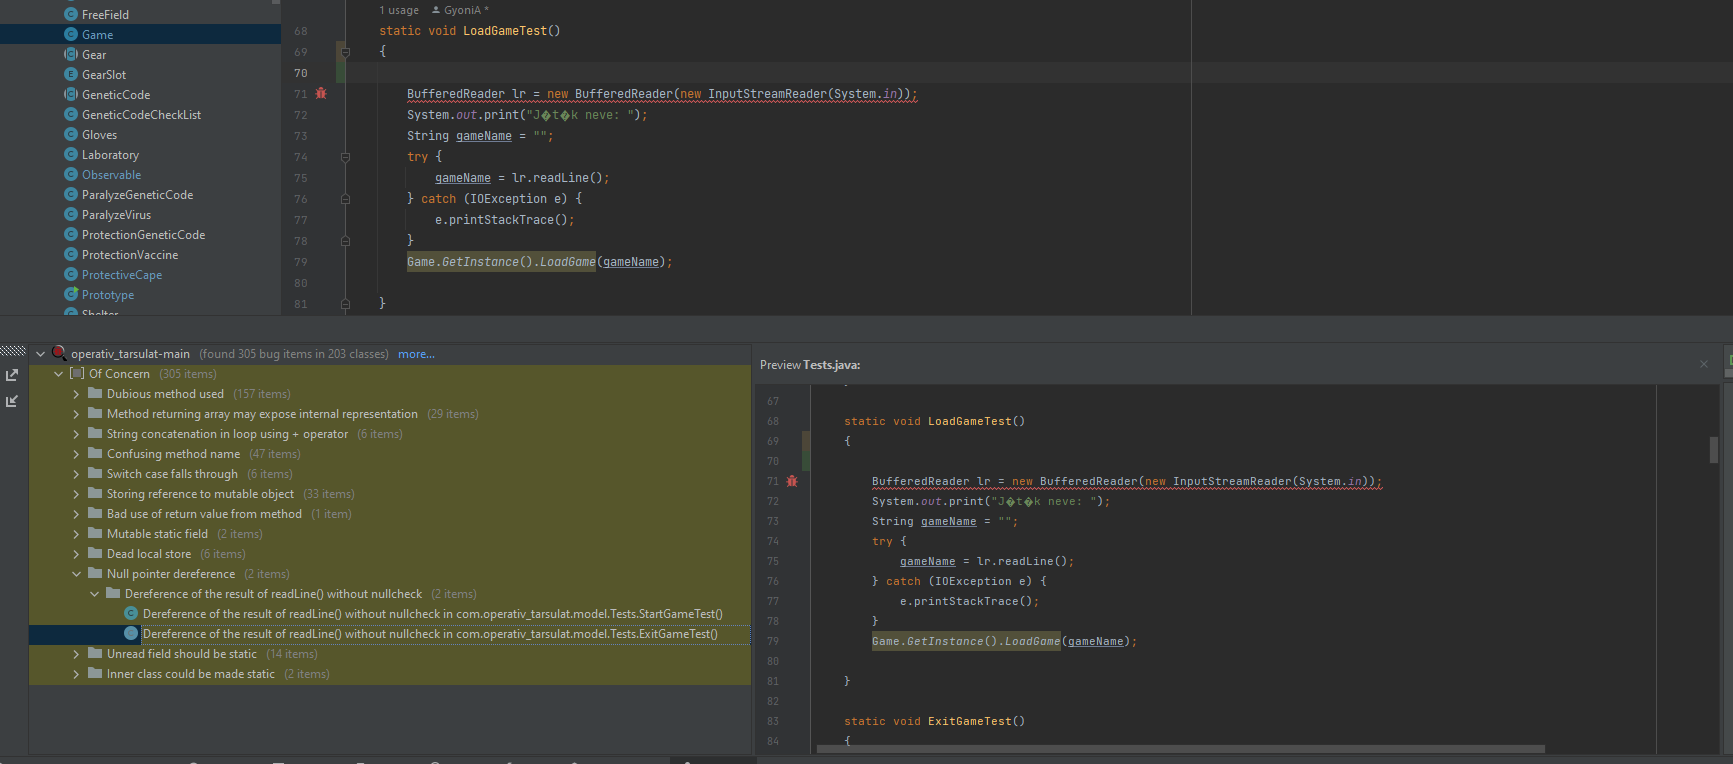 FreeField
Game
Gear
GearSlot
GeneticCode
GeneticCodeCheckList
Gloves
Laboratory
Observable
ParalyzeGeneticCode
ParalyzeVirus
ProtectionGeneticCode
ProtectionVaccine
ProtectiveCape
Prototype
Shelter
1 usage GyoniA *
68 static void LoadGameTest()
69 {
70
71 BufferedReader lr = new BufferedReader(new InputStreamReader(System.in));
72 System.out.print("J�t�k neve: ");
73 String gameName = "";
74 try {
75 gameName = lr.readLine();
76 } catch (IOException e) {
77 e.printStackTrace();
78 }
79 Game.GetInstance().LoadGame(gameName);
80
81 }
operativ_tarsulat-main (found 305 bug items in 203 classes) more...
Of Concern (305 items)
Dubious method used (157 items)
Method returning array may expose internal representation (29 items)
String concatenation in loop using + operator (6 items)
Confusing method name (47 items)
Switch case falls through (6 items)
Storing reference to mutable object (33 items)
Bad use of return value from method (1 item)
Mutable static field (2 items)
Dead local store (6 items)
Null pointer dereference (2 items)
Dereference of the result of readLine() without nullcheck (2 items)
Dereference of the result of readLine() without nullcheck in com.operativ_tarsulat.model.Tests.StartGameTest()
Dereference of the result of readLine() without nullcheck in com.operativ_tarsulat.model.Tests.ExitGameTest()
Unread field should be static (14 items)
Inner class could be made static (2 items)
Preview Tests.java:
67
68 static void LoadGameTest()
69 {
70
71 BufferedReader lr = new BufferedReader(new InputStreamReader(System.in));
72 System.out.print("J�t�k neve: ");
73 String gameName = "";
74 try {
75 gameName = lr.readLine();
76 } catch (IOException e) {
77 e.printStackTrace();
78 }
79 Game.GetInstance().LoadGame(gameName);
80
81 }
82
83 static void ExitGameTest()
84 {